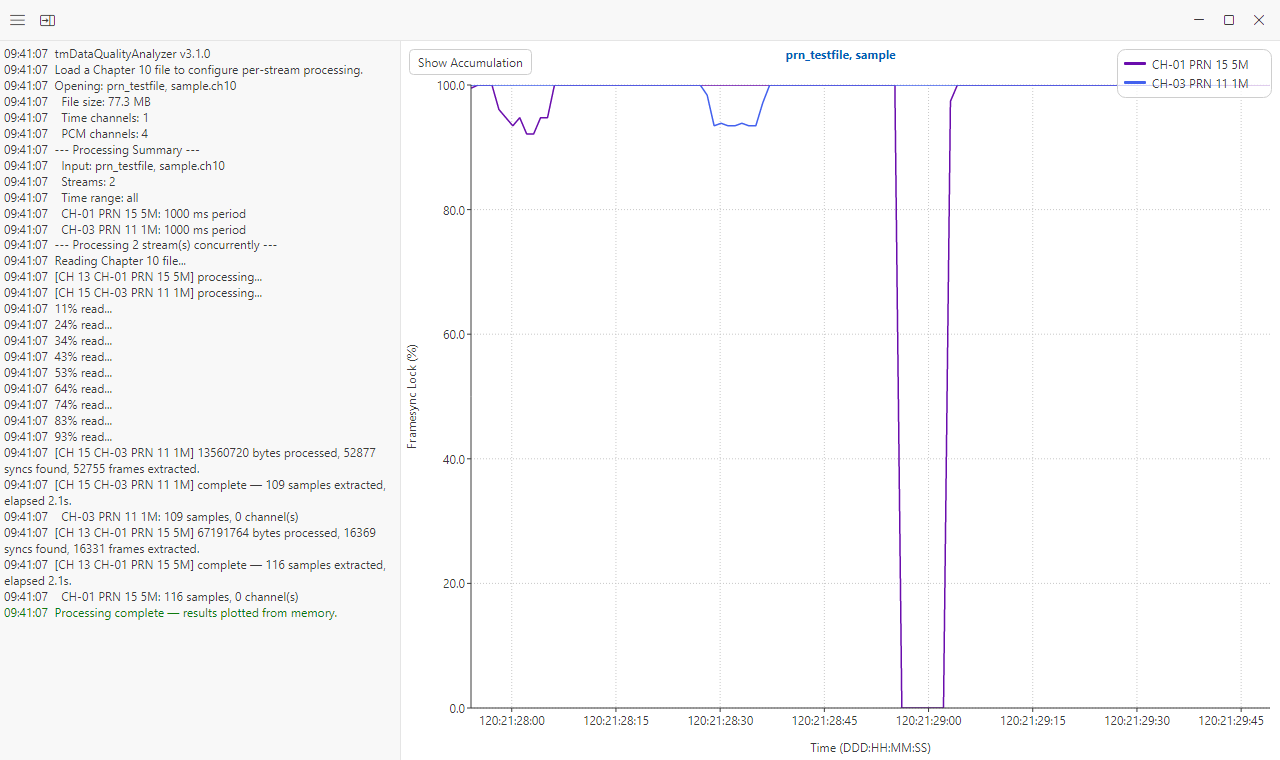 09:41:07 tmDataQualityAnalyzer v3.1.0
09:41:07 Load a Chapter 10 file to configure per-stream processing.
09:41:07 Opening: prn_testfile, sample.ch10
09:41:07 File size: 77.3 MB
09:41:07 Time channels: 1
09:41:07 PCM channels: 4
09:41:07 --- Processing Summary ---
09:41:07 Input: prn_testfile, sample.ch10
09:41:07 Streams: 2
09:41:07 Time range: all
09:41:07 CH-01 PRN 15 5M: 1000 ms period
09:41:07 CH-03 PRN 11 1M: 1000 ms period
09:41:07 --- Processing 2 stream(s) concurrently ---
09:41:07 Reading Chapter 10 file...
09:41:07 [CH 13 CH-01 PRN 15 5M] processing...
09:41:07 [CH 15 CH-03 PRN 11 1M] processing...
09:41:07 11% read...
09:41:07 24% read...
09:41:07 34% read...
09:41:07 43% read...
09:41:07 53% read...
09:41:07 64% read...
09:41:07 74% read...
09:41:07 83% read...
09:41:07 93% read...
09:41:07 [CH 15 CH-03 PRN 11 1M] 13560720 bytes processed, 52877
syncs found, 52755 frames extracted.
09:41:07 [CH 15 CH-03 PRN 11 1M] complete — 109 samples extracted,
elapsed 2.1s.
09:41:07 CH-03 PRN 11 1M: 109 samples, 0 channel(s)
09:41:07 [CH 13 CH-01 PRN 15 5M] 67191764 bytes processed, 16369
syncs found, 16331 frames extracted.
09:41:07 [CH 13 CH-01 PRN 15 5M] complete — 116 samples extracted,
elapsed 2.1s.
09:41:07 CH-01 PRN 15 5M: 116 samples, 0 channel(s)
09:41:07 Processing complete — results plotted from memory.
Show Accumulation
prn_testfile, sample
CH-01 PRN 15 5M
CH-03 PRN 11 1M
100.0
80.0
60.0
40.0
20.0
0.0
Framesync Lock (%)
120:21:28:00 120:21:28:15 120:21:28:30 120:21:28:45 120:21:29:00 120:21:29:15 120:21:29:30 120:21:29:45
Time (DDD:HH:MM:SS)